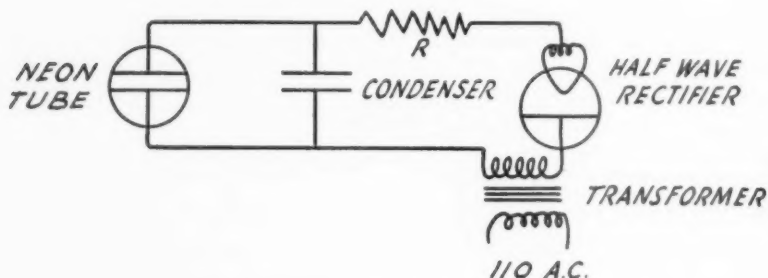 R
NEON
TUBE
CONDENSER
HALF WAVE
RECTIFIER
TRANSFORMER
110 A.C.